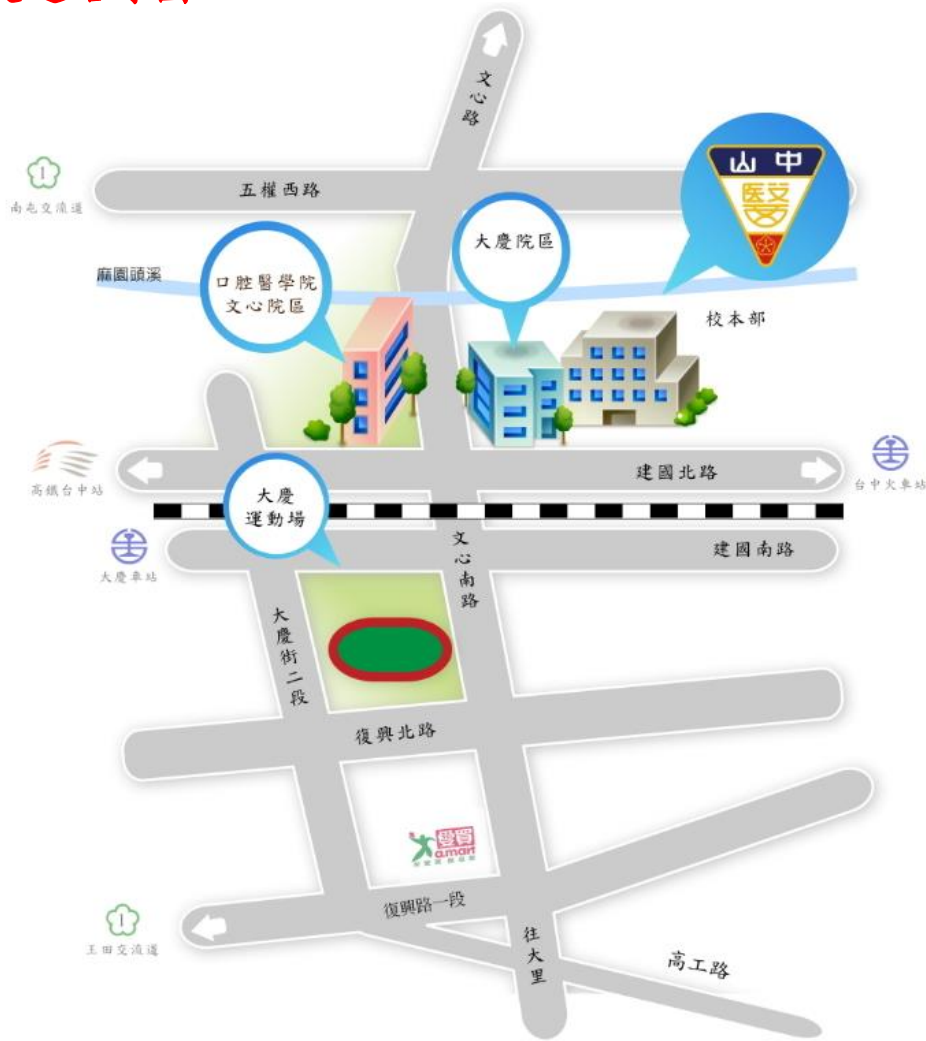 文心路
五權西路
1
南屯交流道
山中
醫
大慶院區
麻園頭溪
口腔醫學院
文心院區
校本部
建國北路
高鐵台中站
台中火車站
大慶
運動場
建國南路
大慶車站
文心南路
大慶街二段
復興北路
愛買
a.mart
復興路一段
1
王田交流道
往大里
高工路